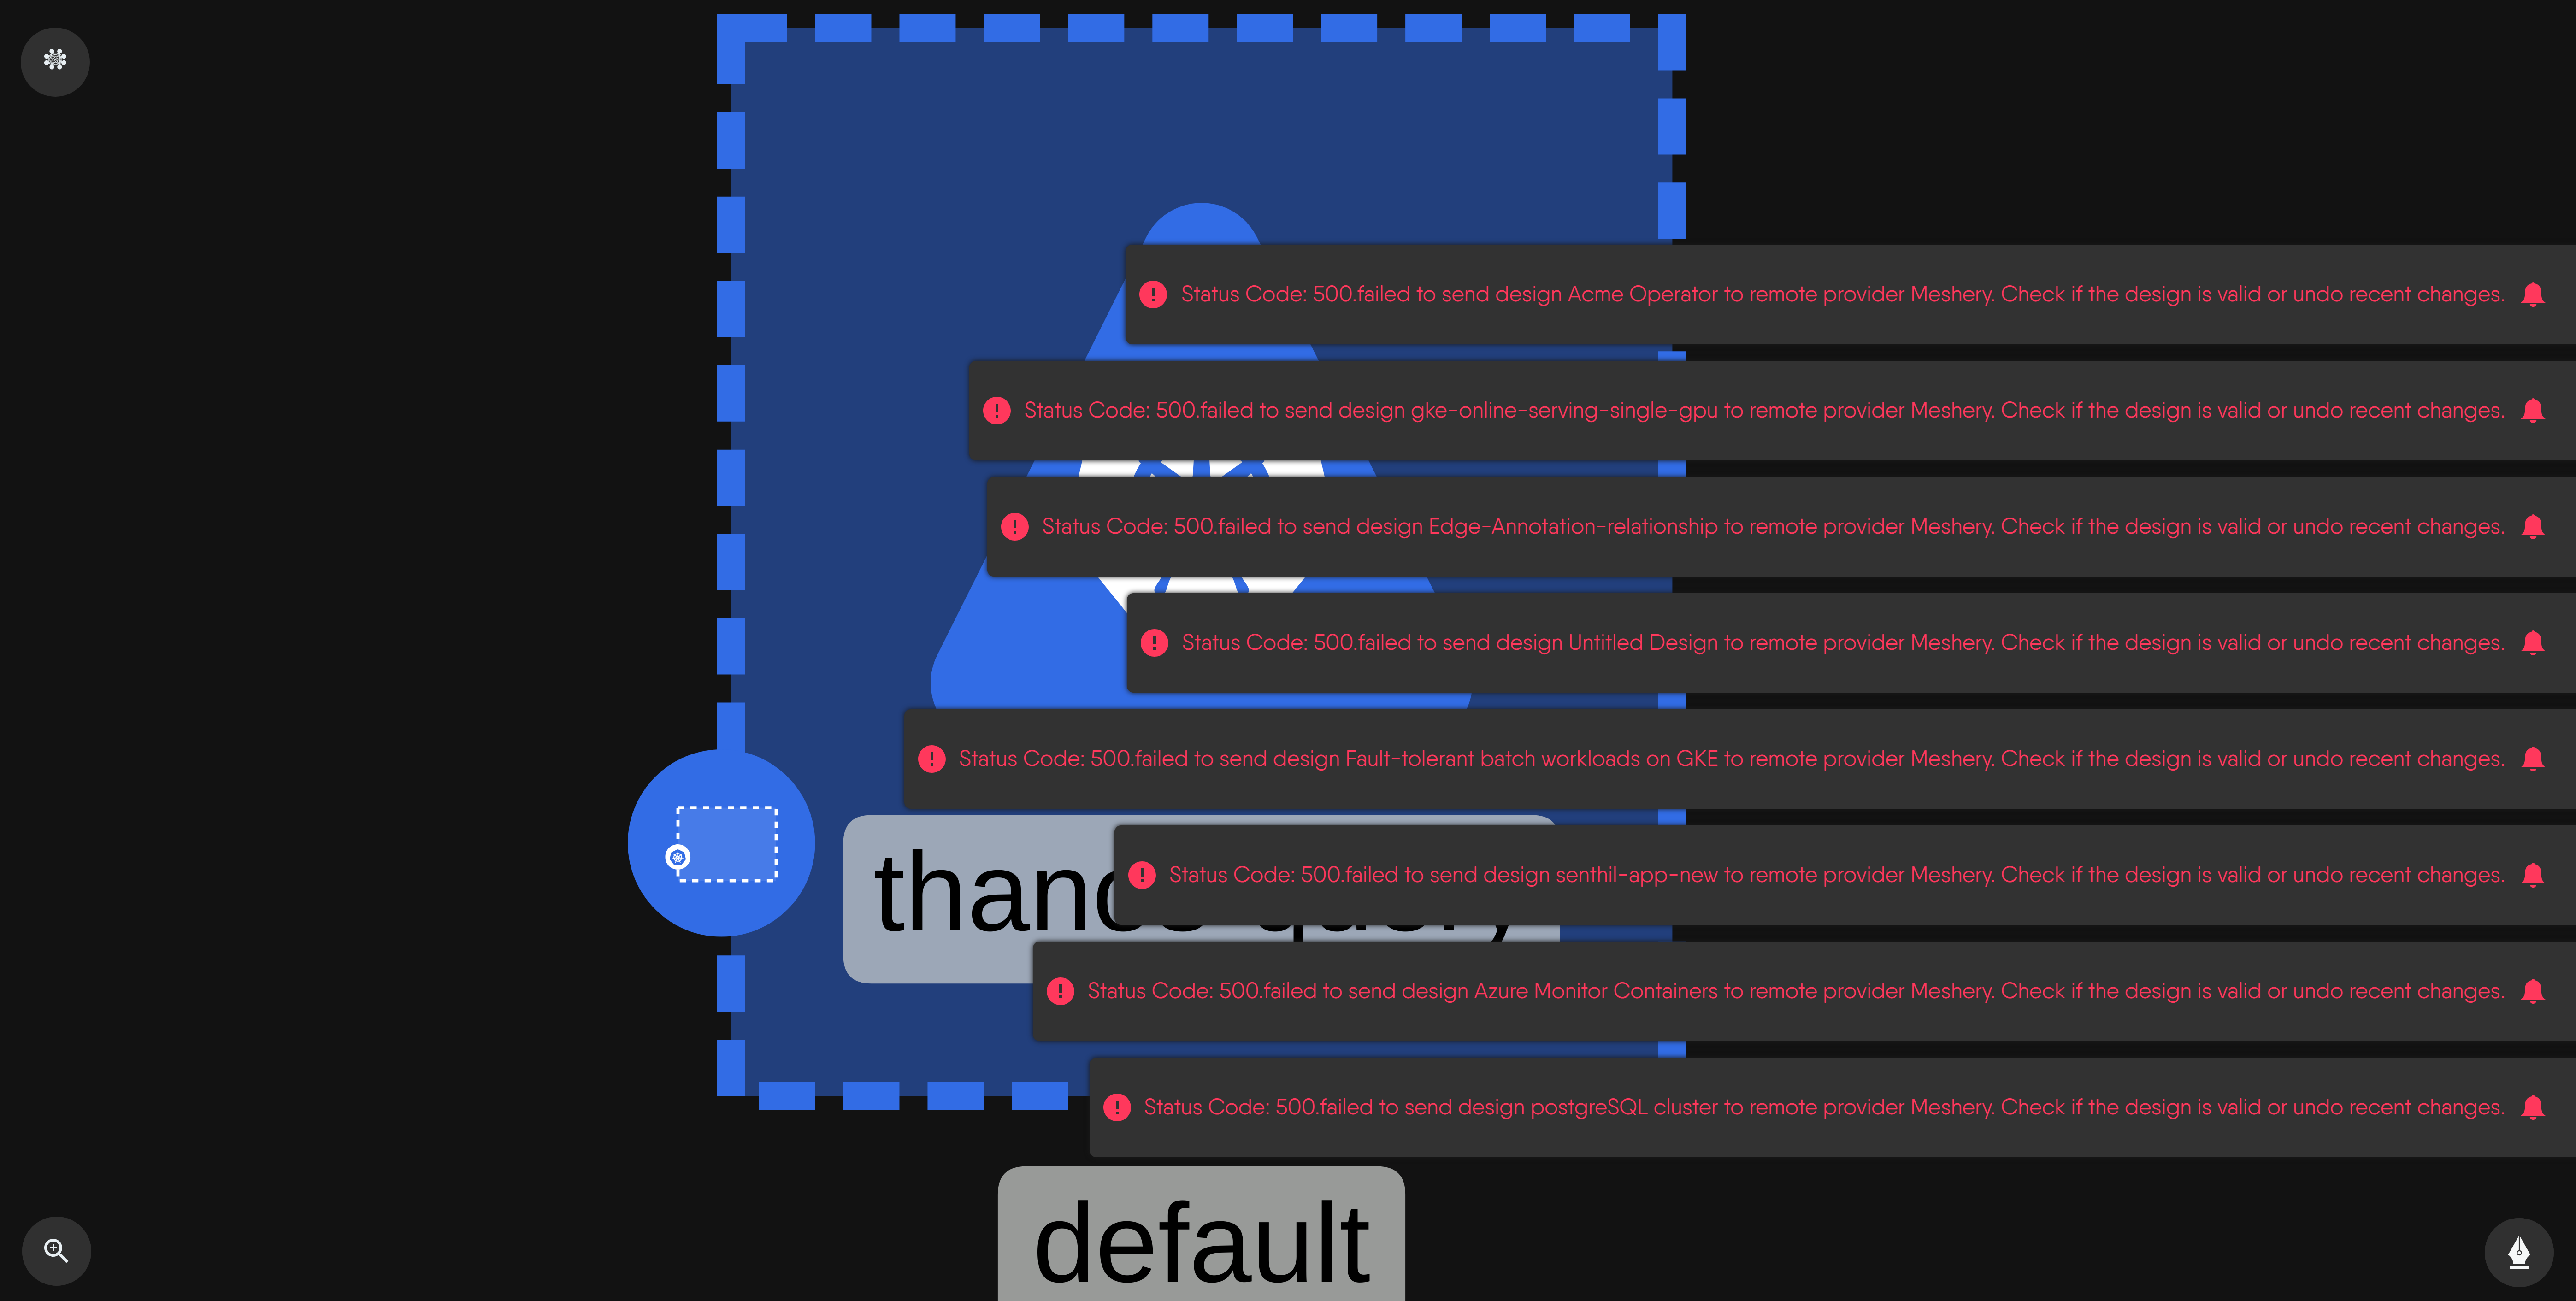 Status Code: 500.failed to send design Acme Operator to remote provider Meshery. Check if the design is valid or undo recent changes.
Status Code: 500.failed to send design gke-online-serving-single-gpu to remote provider Meshery. Check if the design is valid or undo recent changes.
Status Code: 500.failed to send design Edge-Annotation-relationship to remote provider Meshery. Check if the design is valid or undo recent changes.
Status Code: 500.failed to send design Untitled Design to remote provider Meshery. Check if the design is valid or undo recent changes.
Status Code: 500.failed to send design Fault-tolerant batch workloads on GKE to remote provider Meshery. Check if the design is valid or undo recent changes.
Status Code: 500.failed to send design senthil-app-new to remote provider Meshery. Check if the design is valid or undo recent changes.
Status Code: 500.failed to send design Azure Monitor Containers to remote provider Meshery. Check if the design is valid or undo recent changes.
Status Code: 500.failed to send design postgreSQL cluster to remote provider Meshery. Check if the design is valid or undo recent changes.
default